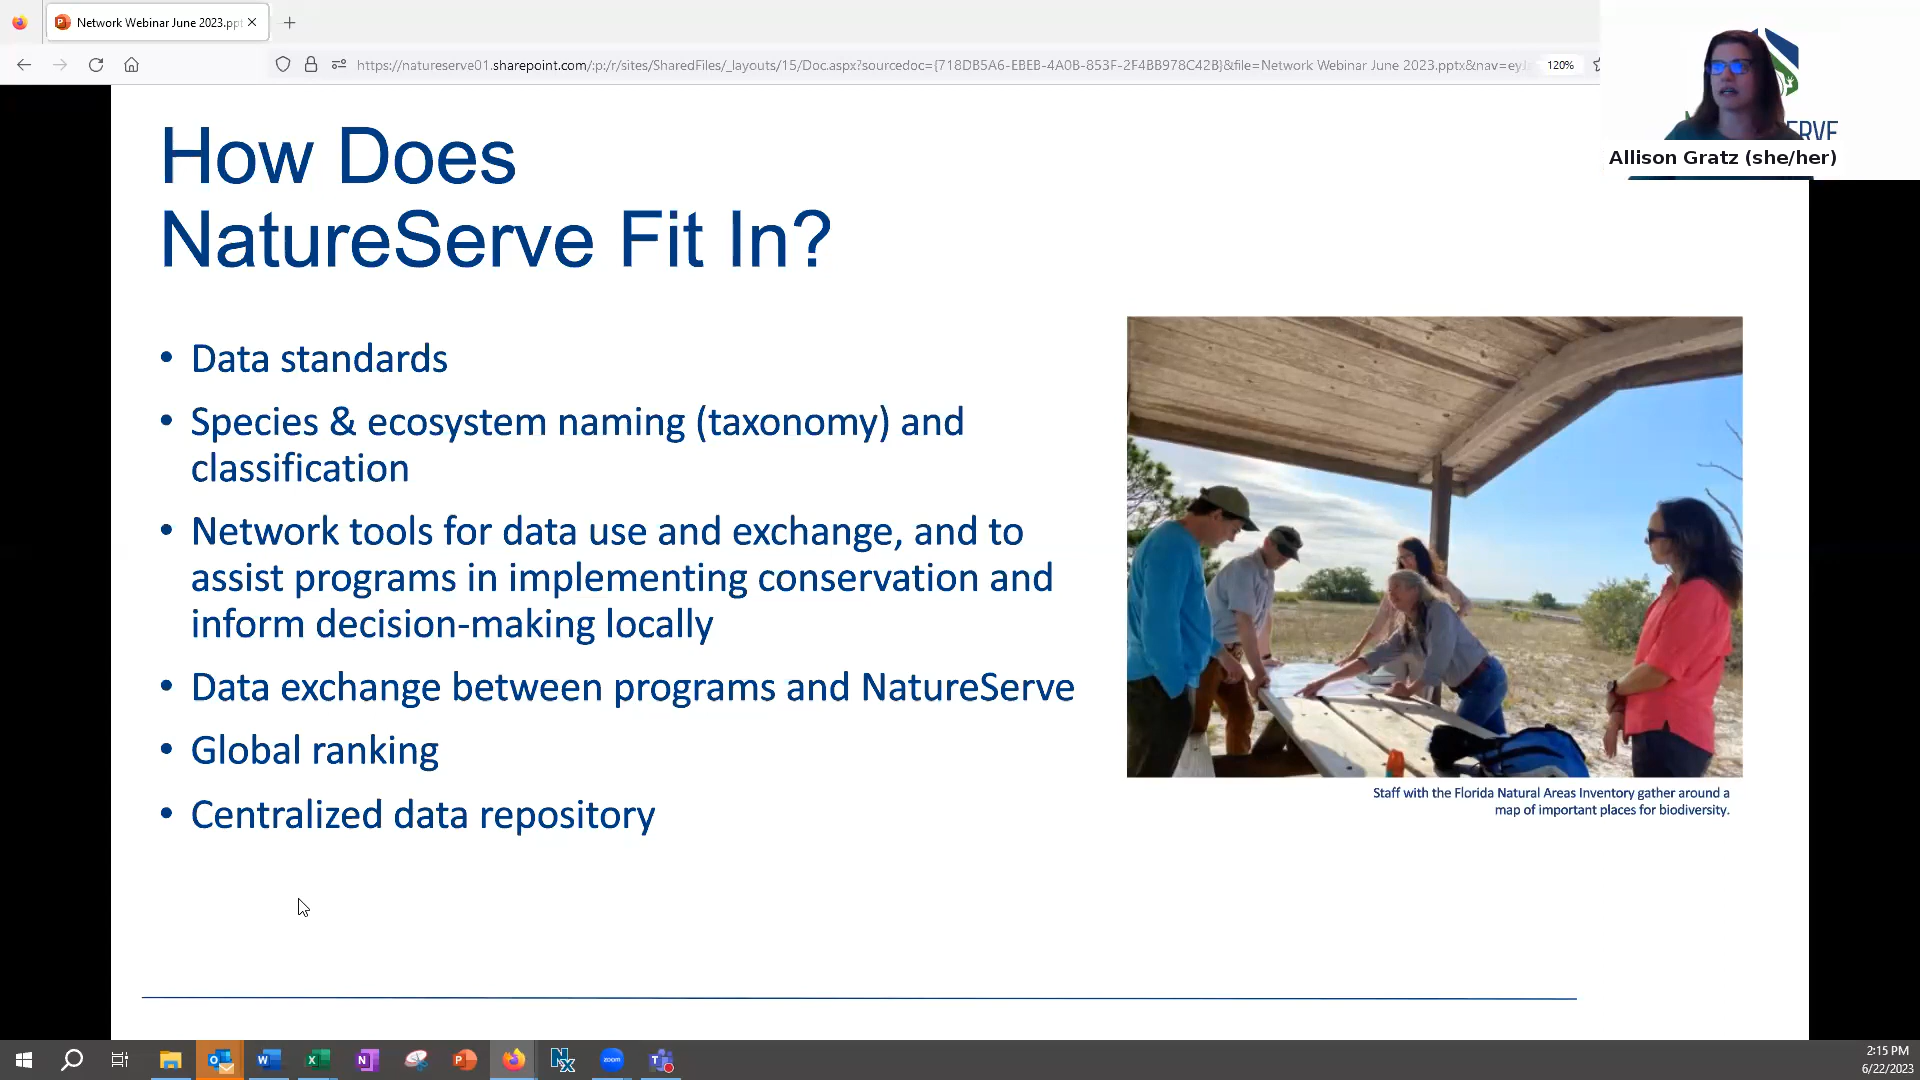 Network Webinar June 2023.ppt
https://natureserve01.sharepoint.com/:p:/r/sites/SharedFiles/_layouts/15/Doc.aspx?sourcedoc={718DB5A6-EBEB-4A0B-853F-2F4BB978C42B}&file=Network Webinar June 2023.pptx&nav=eyJ
120%
ERVE
Allison Gratz (she/her)
How Does
NatureServe Fit In?
• Data standards
• Species & ecosystem naming (taxonomy) and
classification
• Network tools for data use and exchange, and to
assist programs in implementing conservation and
inform decision-making locally
• Data exchange between programs and NatureServe
• Global ranking
• Centralized data repository
Staff with the Florida Natural Areas Inventory gather around a
map of important places for biodiversity.
zoom
2:15 PM
6/22/2023